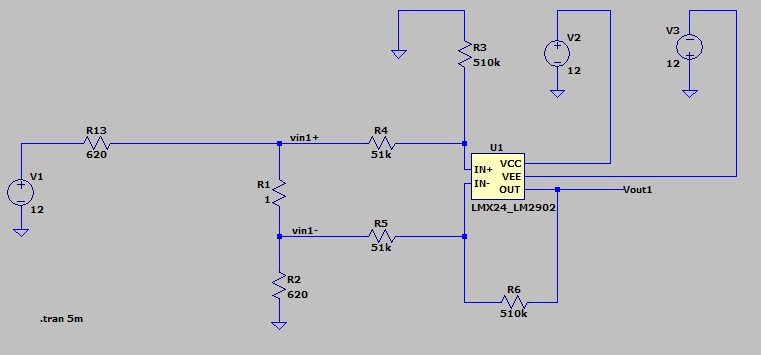 V2
V3
R3
510k
12
12
R13
620
vin1+
R4
51k
U1
VCC
IN+
VEE
IN-
OUT
Vout1
LMX24_LM2902
V1
12
R1
1
vin1-
R5
51k
R2
620
R6
510k
.tran 5m